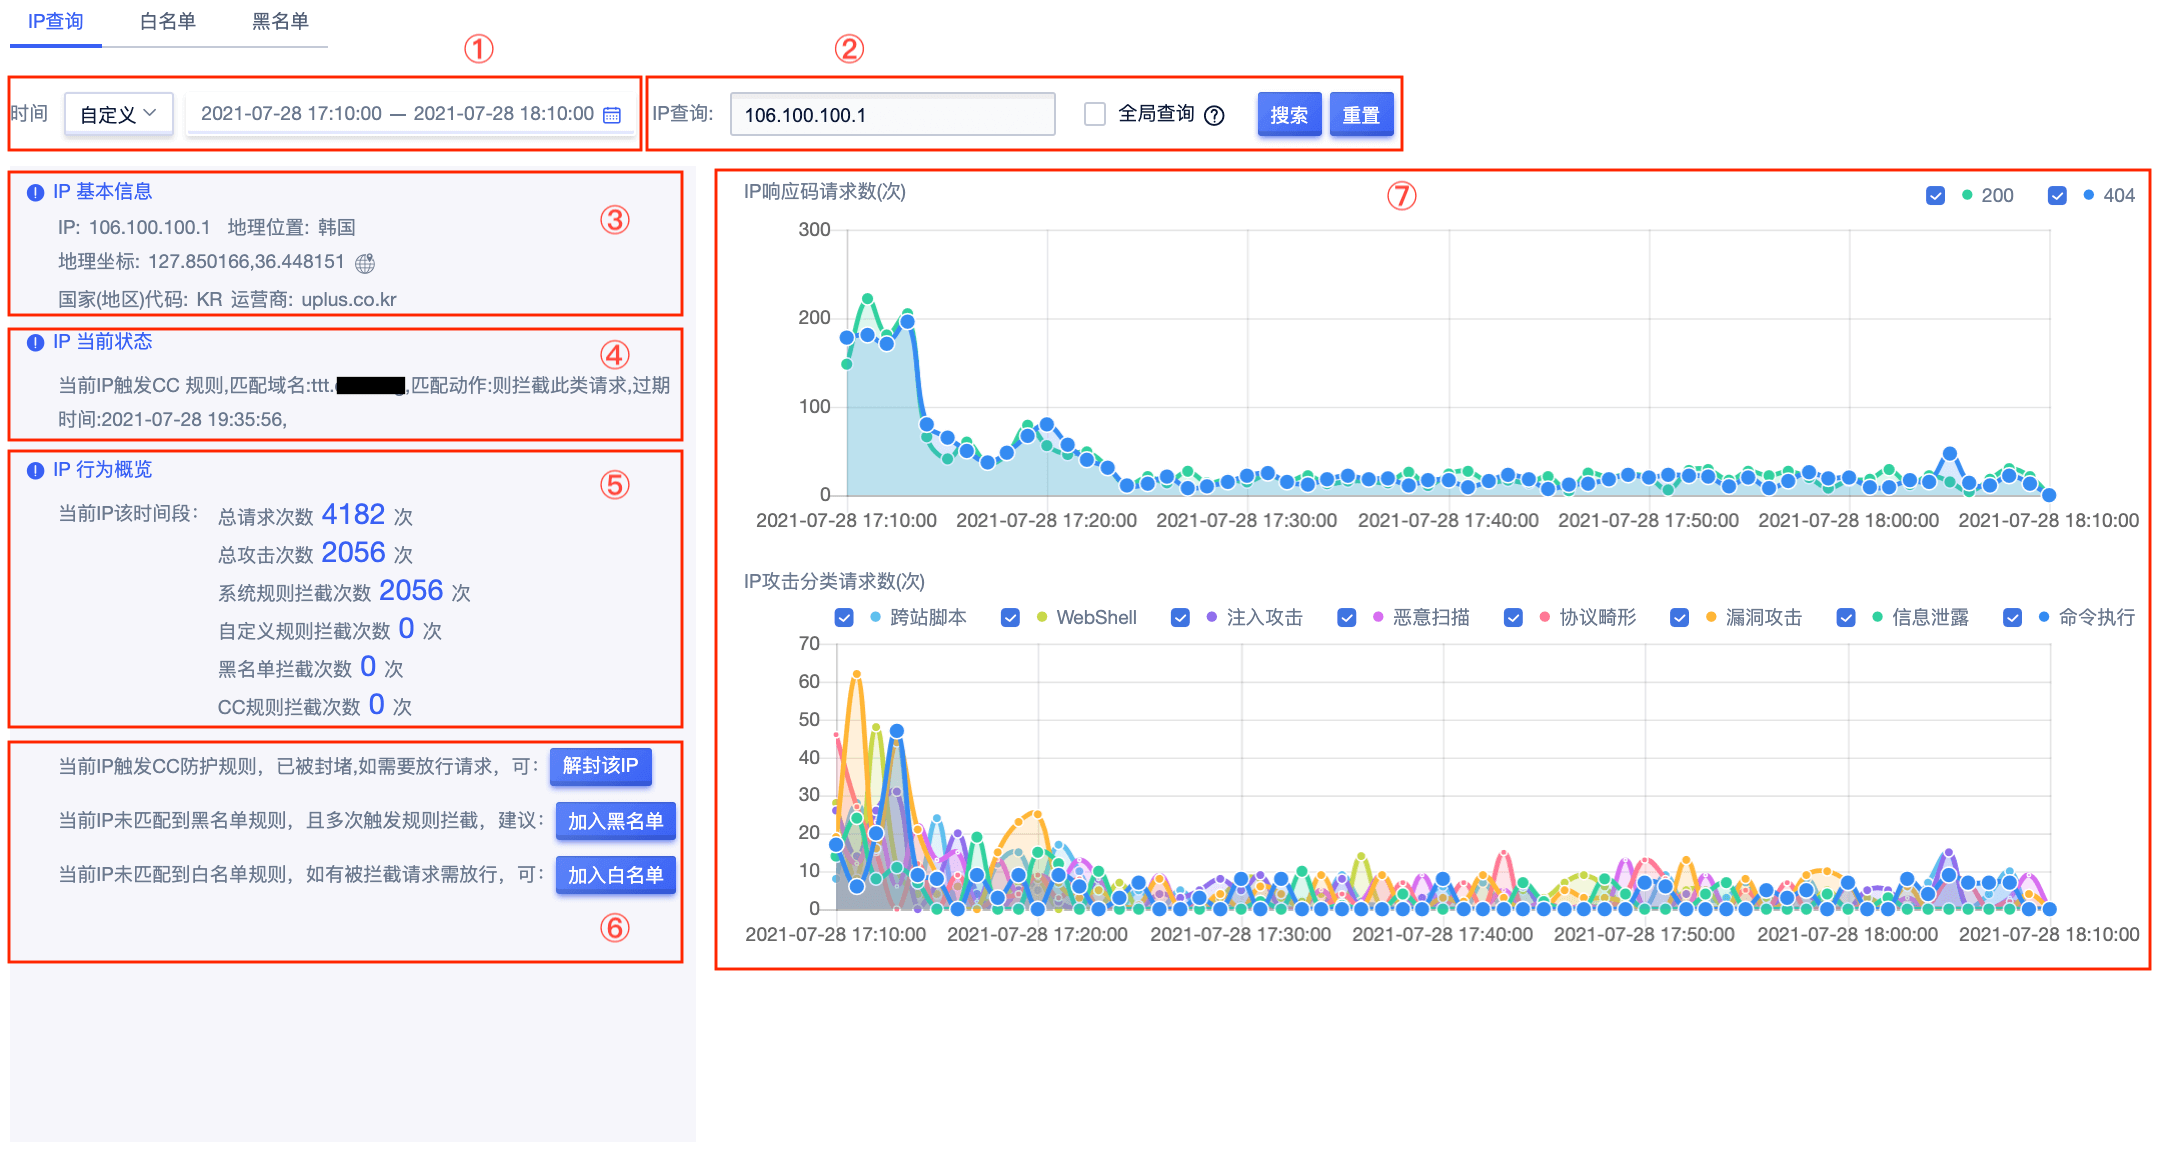 IP查询 白名单 黑名单
① ②
时间 自定义 2021-07-28 17:10:00 — 2021-07-28 18:10:00 IP查询: 106.100.100.1 全局查询 ? 搜索 重置
IP 基本信息
③
IP: 106.100.100.1 地理位置: 韩国
地理坐标: 127.850166,36.448151
国家(地区)代码: KR 运营商: uplus.co.kr
IP 当前状态
④
当前IP触发CC 规则,匹配域名:ttt. ,匹配动作:则拦截此类请求,过期
时间:2021-07-28 19:35:56,
IP 行为概览
⑤
当前IP该时间段: 总请求次数 4182 次
总攻击次数 2056 次
系统规则拦截次数 2056 次
自定义规则拦截次数 0 次
黑名单拦截次数 0 次
CC规则拦截次数 0 次
当前IP触发CC防护规则，已被封堵,如需要放行请求，可: 解封该IP
当前IP未匹配到黑名单规则，且多次触发规则拦截，建议: 加入黑名单
当前IP未匹配到白名单规则，如有被拦截请求需放行，可: 加入白名单
⑥
IP响应码请求数(次) ⑦ 200 404
300
200
100
0
2021-07-28 17:10:00 2021-07-28 17:20:00 2021-07-28 17:30:00 2021-07-28 17:40:00 2021-07-28 17:50:00 2021-07-28 18:00:00 2021-07-28 18:10:00
IP攻击分类请求数(次)
跨站脚本 WebShell 注入攻击 恶意扫描 协议畸形 漏洞攻击 信息泄露 命令执行
70
60
50
40
30
20
10
0
2021-07-28 17:10:00 2021-07-28 17:20:00 2021-07-28 17:30:00 2021-07-28 17:40:00 2021-07-28 17:50:00 2021-07-28 18:00:00 2021-07-28 18:10:00